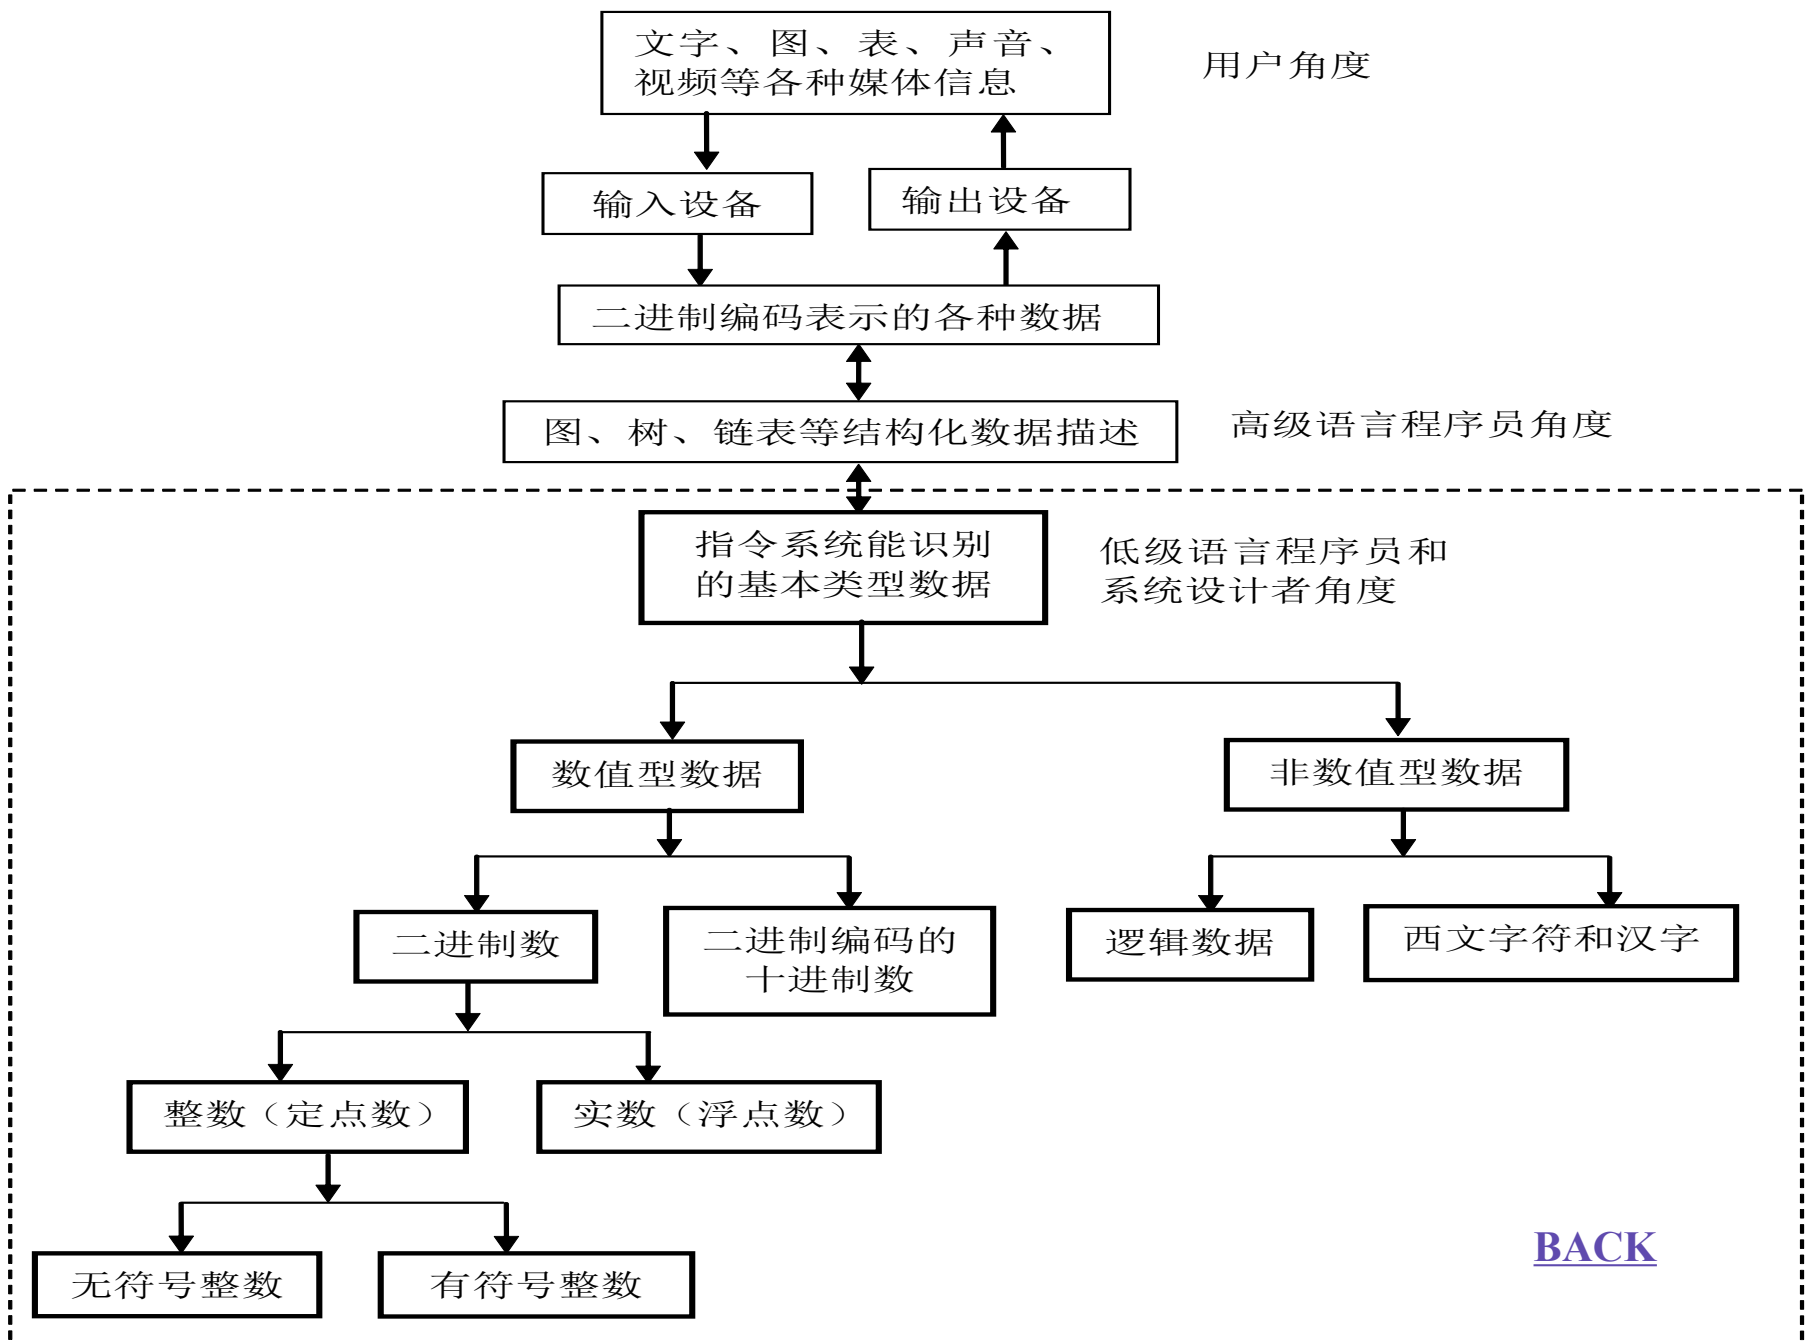 文字、图、表、声音、
视频等各种媒体信息
用户角度
输入设备
输出设备
二进制编码表示的各种数据
图、树、链表等结构化数据描述
高级语言程序员角度
指令系统能识别
的基本类型数据
低级语言程序员和
系统设计者角度
数值型数据
非数值型数据
二进制数
二进制编码的
十进制数
逻辑数据
西文字符和汉字
整数（定点数）
实数（浮点数）
无符号整数
有符号整数
BACK